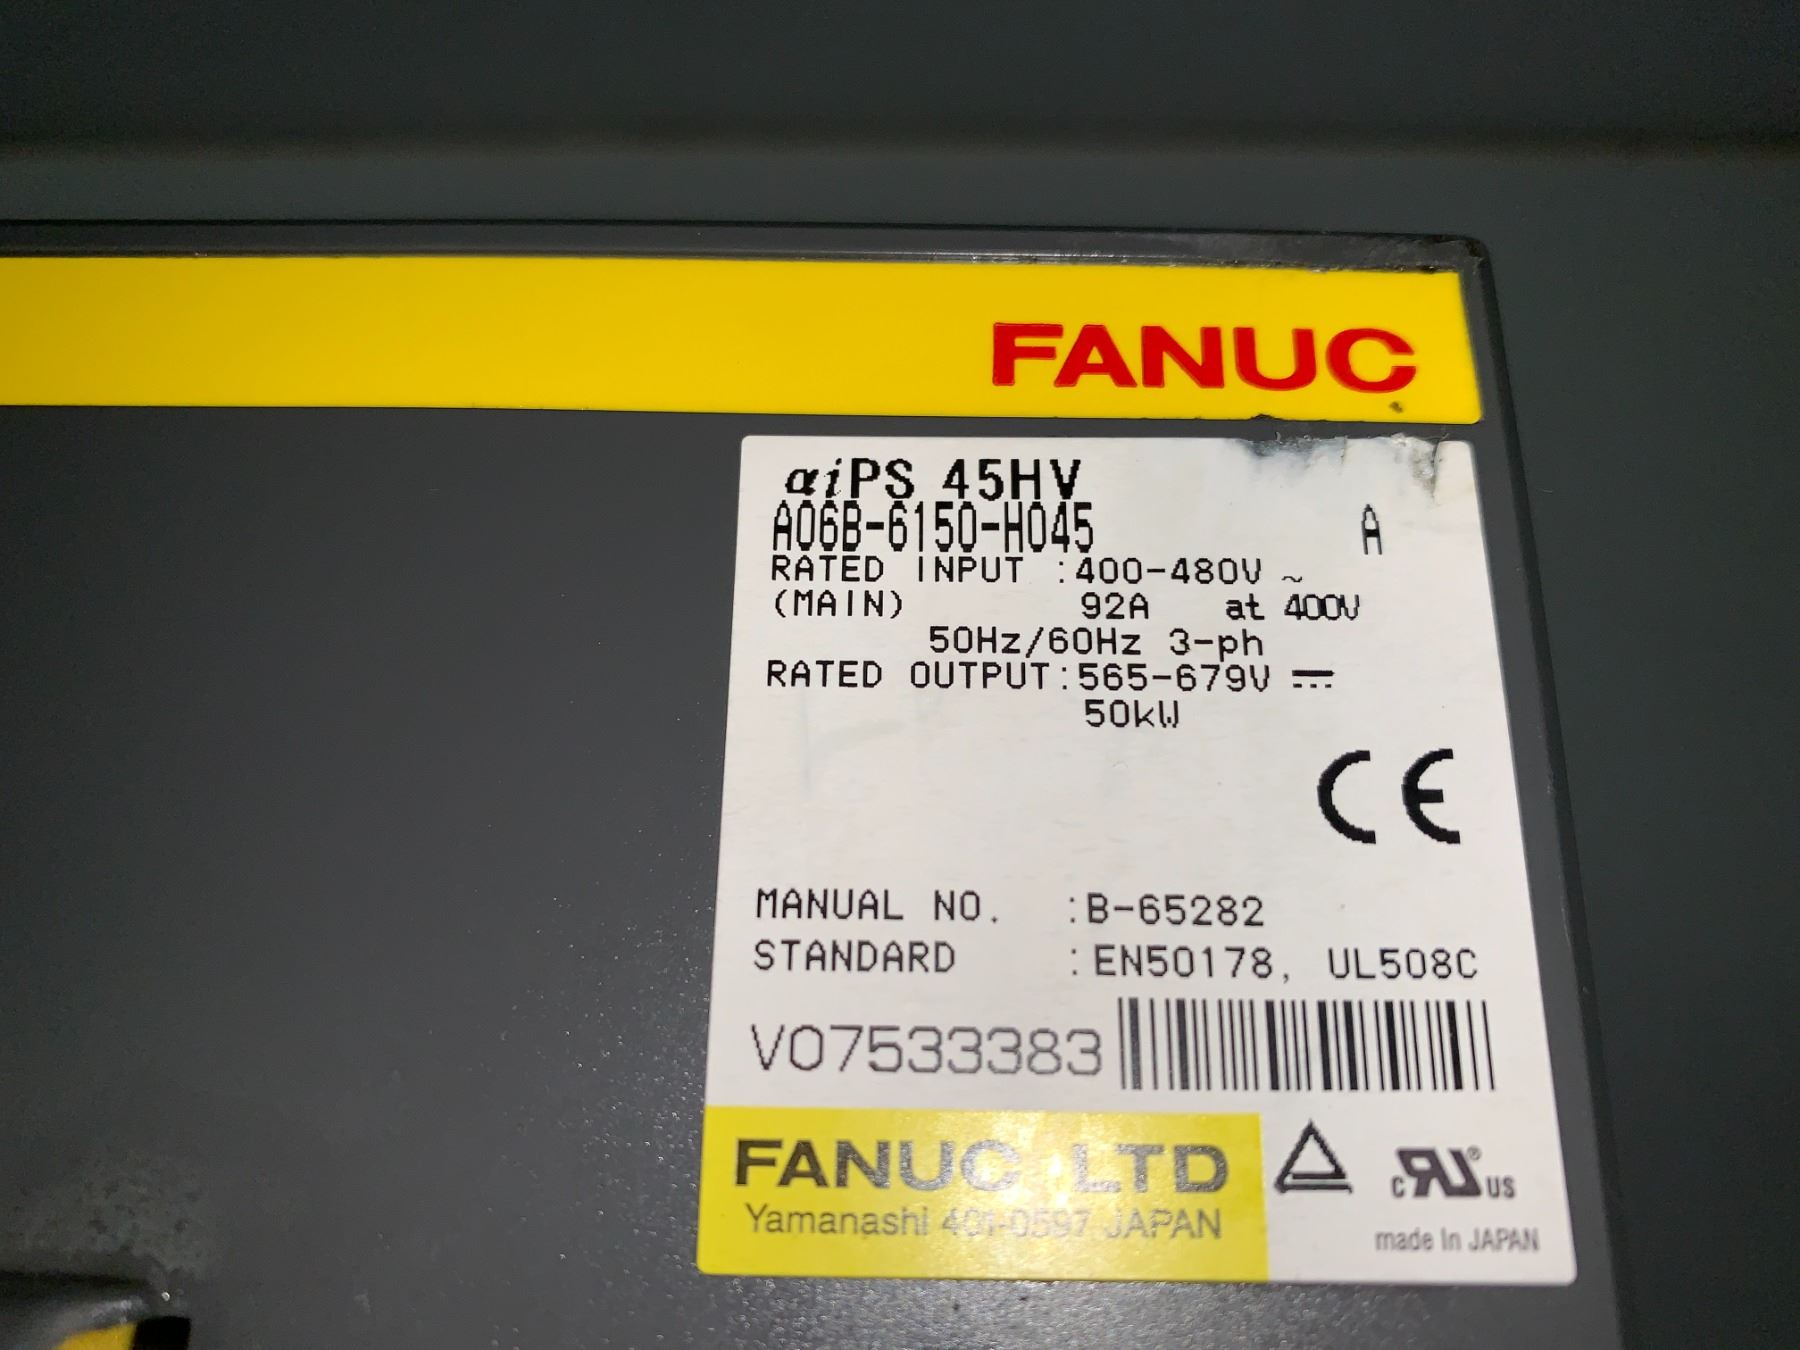 FANUC
αiPS 45HV
A06B-6150-H045 A
RATED INPUT :400-480V ~
(MAIN) 92A at 400V
50Hz/60Hz 3-ph
RATED OUTPUT:565-679V ⎓
50kW
CE
MANUAL NO. :B-65282
STANDARD :EN50178, UL508C
V07533383
FANUC LTD
Yamanashi 401-0597 JAPAN
c RU ® US
made In JAPAN